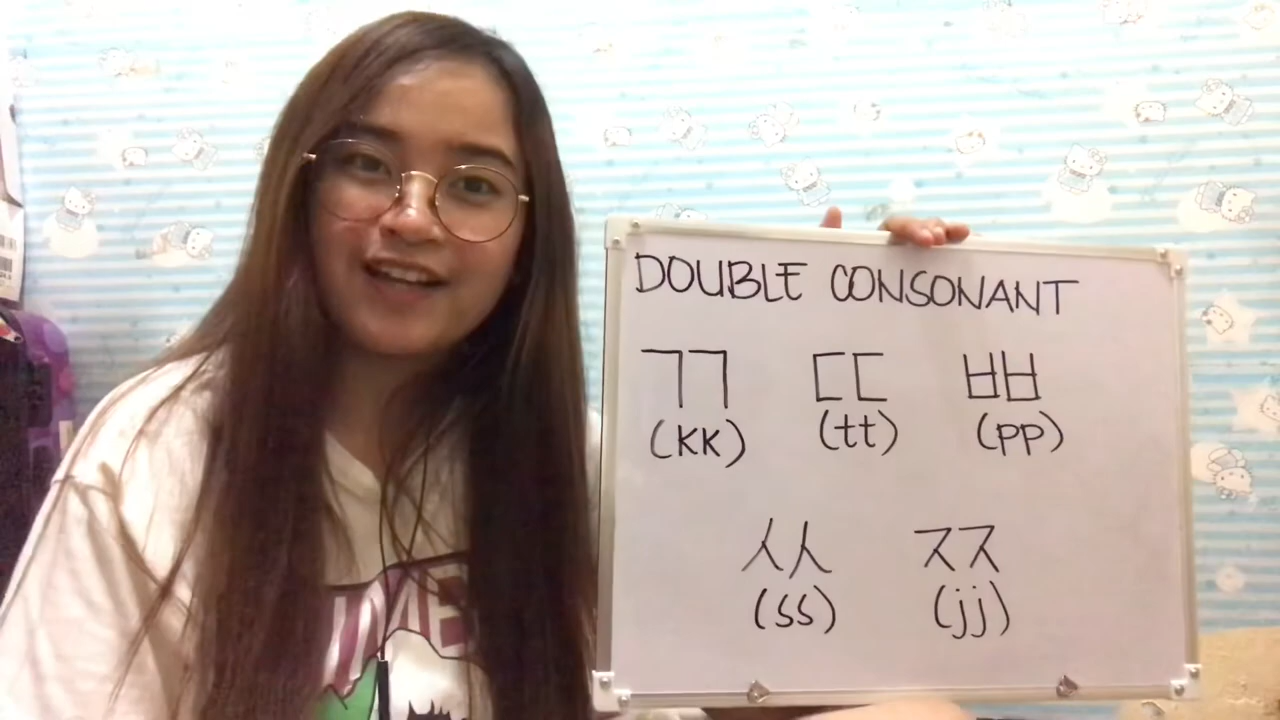 DOUBLE CONSONANT
ㄲ ㄸ ㅃ
(kk) (tt) (pp)
ㅆ ㅉ
(ss) (jj)